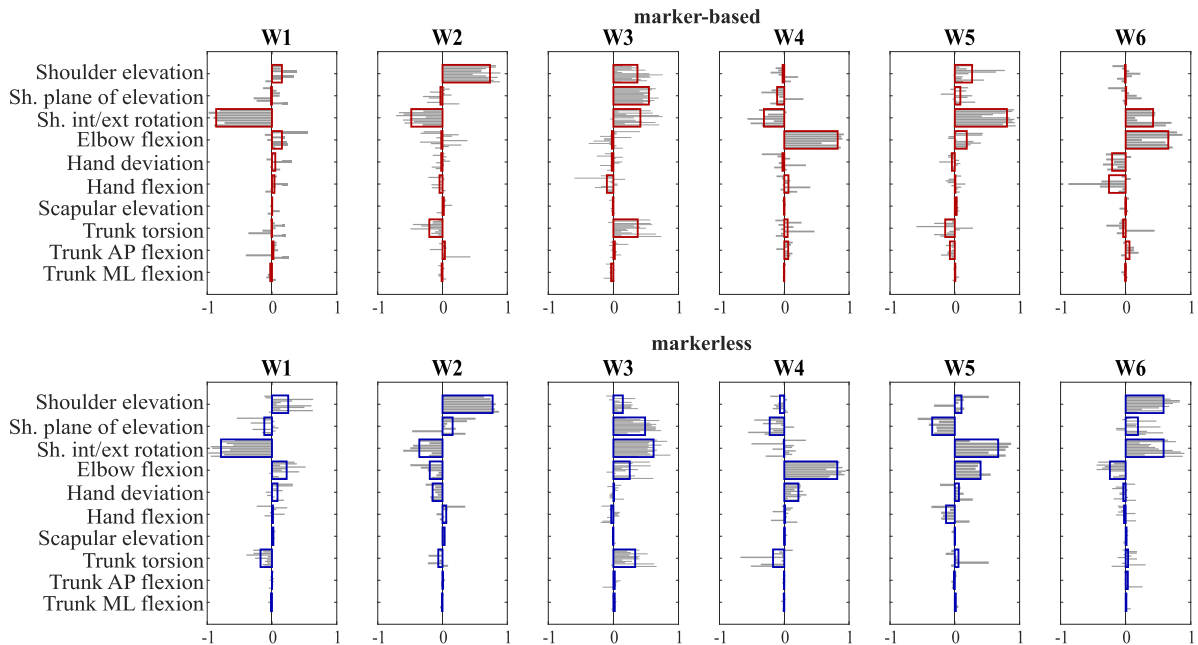 marker-based
W1 W2 W3 W4 W5 W6
Shoulder elevation
Sh. plane of elevation
Sh. int/ext rotation
Elbow flexion
Hand deviation
Hand flexion
Scapular elevation
Trunk torsion
Trunk AP flexion
Trunk ML flexion
-1 0 1 -1 0 1 -1 0 1 -1 0 1 -1 0 1 -1 0 1
markerless
W1 W2 W3 W4 W5 W6
Shoulder elevation
Sh. plane of elevation
Sh. int/ext rotation
Elbow flexion
Hand deviation
Hand flexion
Scapular elevation
Trunk torsion
Trunk AP flexion
Trunk ML flexion
-1 0 1 -1 0 1 -1 0 1 -1 0 1 -1 0 1 -1 0 1